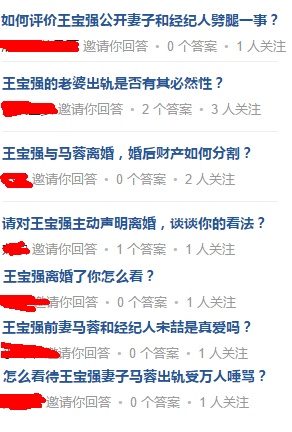 如何评价王宝强公开妻子和经纪人劈腿一事？
邀请你回答 • 0 个答案 • 1 人关注
王宝强的老婆出轨是否有其必然性？
邀请你回答 • 2 个答案 • 3 人关注
王宝强与马蓉离婚，婚后财产如何分割？
邀请你回答 • 0 个答案 • 2 人关注
请对王宝强主动声明离婚，谈谈你的看法？
邀请你回答 • 1 个答案 • 1 人关注
王宝强离婚了你怎么看？
邀请你回答 • 0 个答案 • 1 人关注
王宝强前妻马蓉和经纪人宋喆是真爱吗？
邀请你回答 • 0 个答案 • 1 人关注
怎么看待王宝强妻子马蓉出轨受万人唾骂？
邀请你回答 • 0 个答案 • 1 人关注